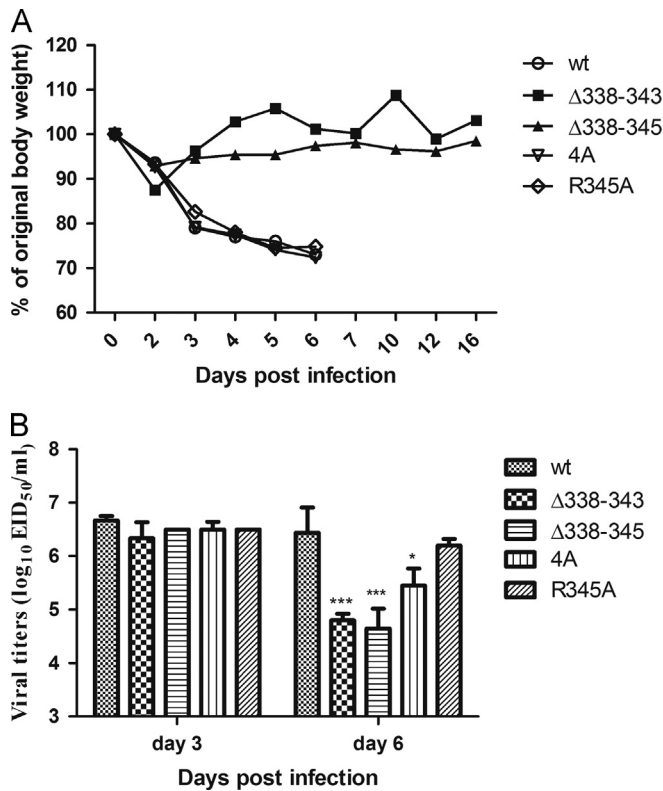 A
% of original body weight)
120
110
100
90
80
70
60
0 2 3 4 5 6 7 10 12 16
Days post infection
wt
Δ338-343
Δ338-345
4A
R345A
B
Viral titers (log10 EID50/ml)
8
7
6
5
4
3
*** *** *
day 3 day 6
Days post infection
wt
Δ338-343
Δ338-345
4A
R345A